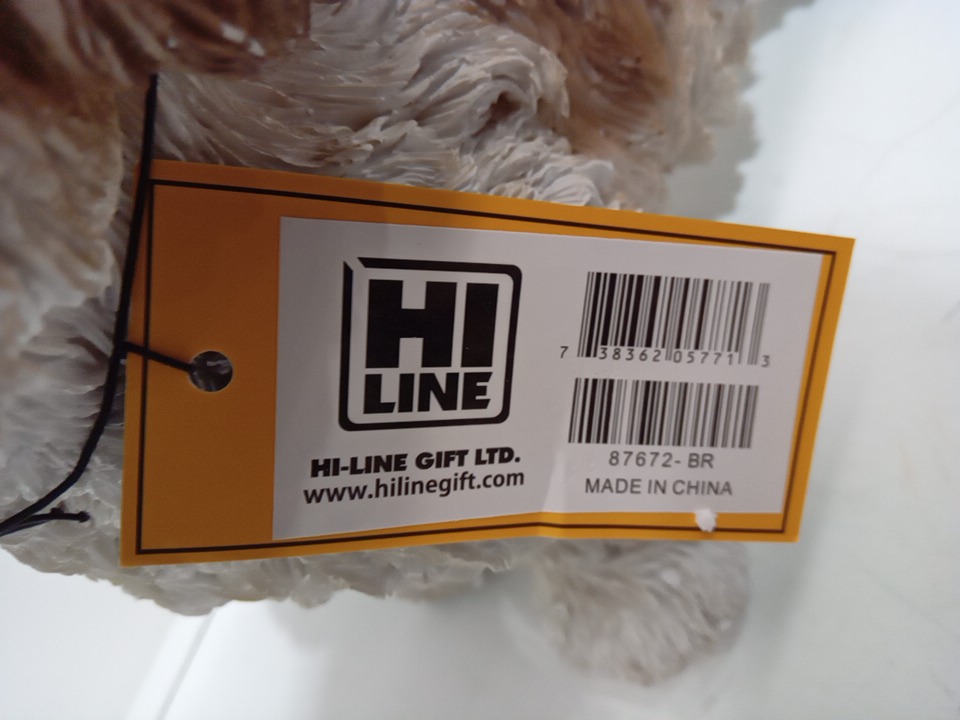 HI
LINE
HI-LINE GIFT LTD.
www.hilinegift.com
7 38362 05771 3
87672- BR
MADE IN CHINA